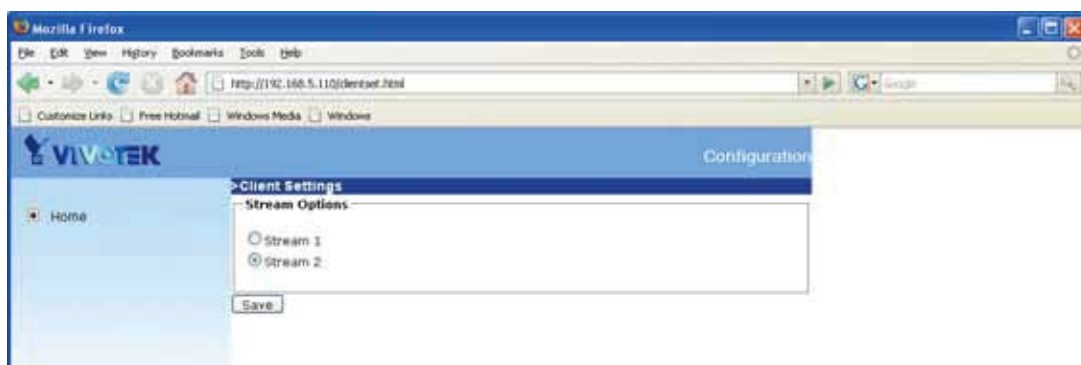 Mozilla Firefox
File Edit View History Bookmarks Tools Help
http://192.168.5.110/clientset.html
Google
Customize Links Free Hotmail Windows Media Windows
VIVOTEK
Configuration
>Client Settings
Home
Stream Options
Stream 1
Stream 2
Save